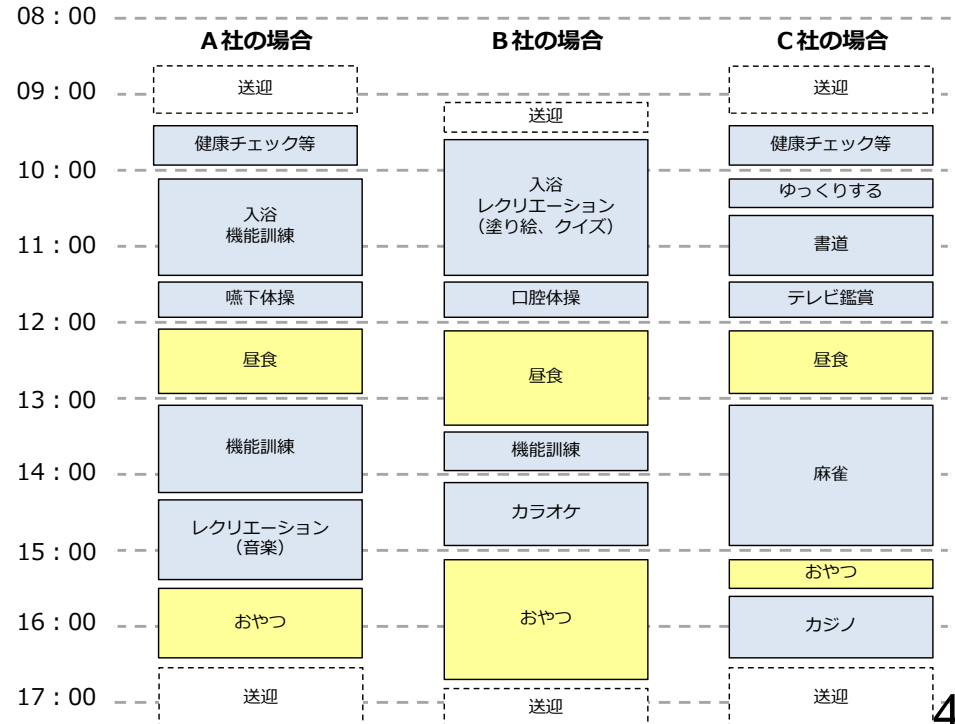 08：00
A社の場合
B社の場合
C社の場合
09：00
10：00
11：00
12：00
13：00
14：00
15：00
16：00
17：00
送迎
健康チェック等
入浴
機能訓練
嚥下体操
昼食
機能訓練
レクリエーション
（音楽）
おやつ
送迎
送迎
入浴
レクリエーション
（塗り絵、クイズ）
口腔体操
昼食
機能訓練
カラオケ
おやつ
送迎
送迎
健康チェック等
ゆっくりする
書道
テレビ鑑賞
昼食
麻雀
おやつ
カジノ
送迎
4